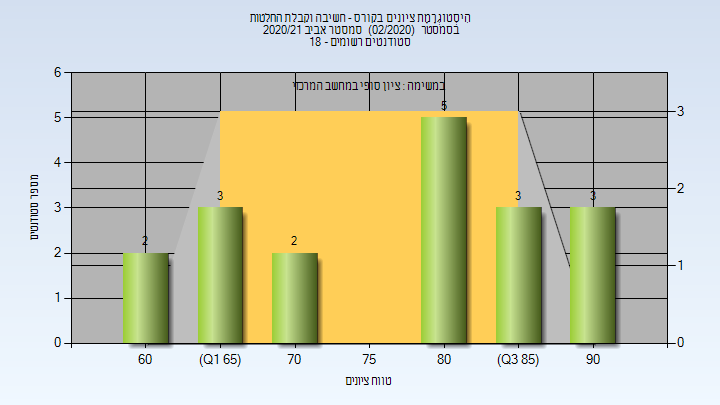 היסטוגרמת ציונים בקורס - חשיבה וקבלת החלטות
בסמסטר (02/2020) סמסטר אביב 2020/21
סטודנטים רשומים - 18
במשימה : ציון סופי במחשב המרכזי
מספר סטודנטים
6
5
4
3
2
1
0
3
2
1
0
2
3
2
5
3
3
60
(Q1 65)
70
75
80
(Q3 85)
90
טווח ציונים